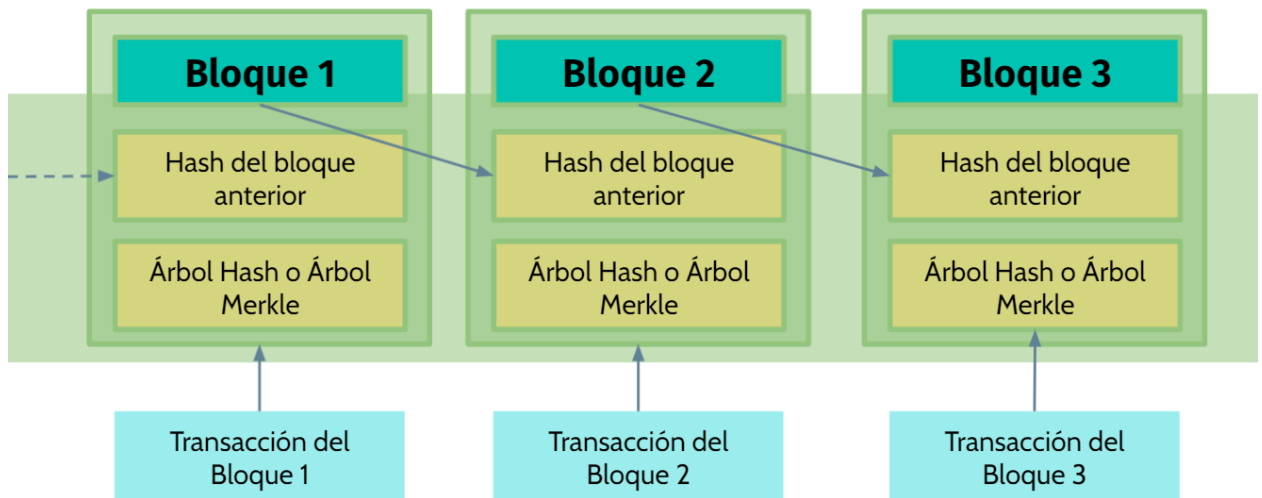 Bloque 1
Hash del bloque
anterior
Árbol Hash o Árbol
Merkle
Transacción del
Bloque 1
Bloque 2
Hash del bloque
anterior
Árbol Hash o Árbol
Merkle
Transacción del
Bloque 2
Bloque 3
Hash del bloque
anterior
Árbol Hash o Árbol
Merkle
Transacción del
Bloque 3